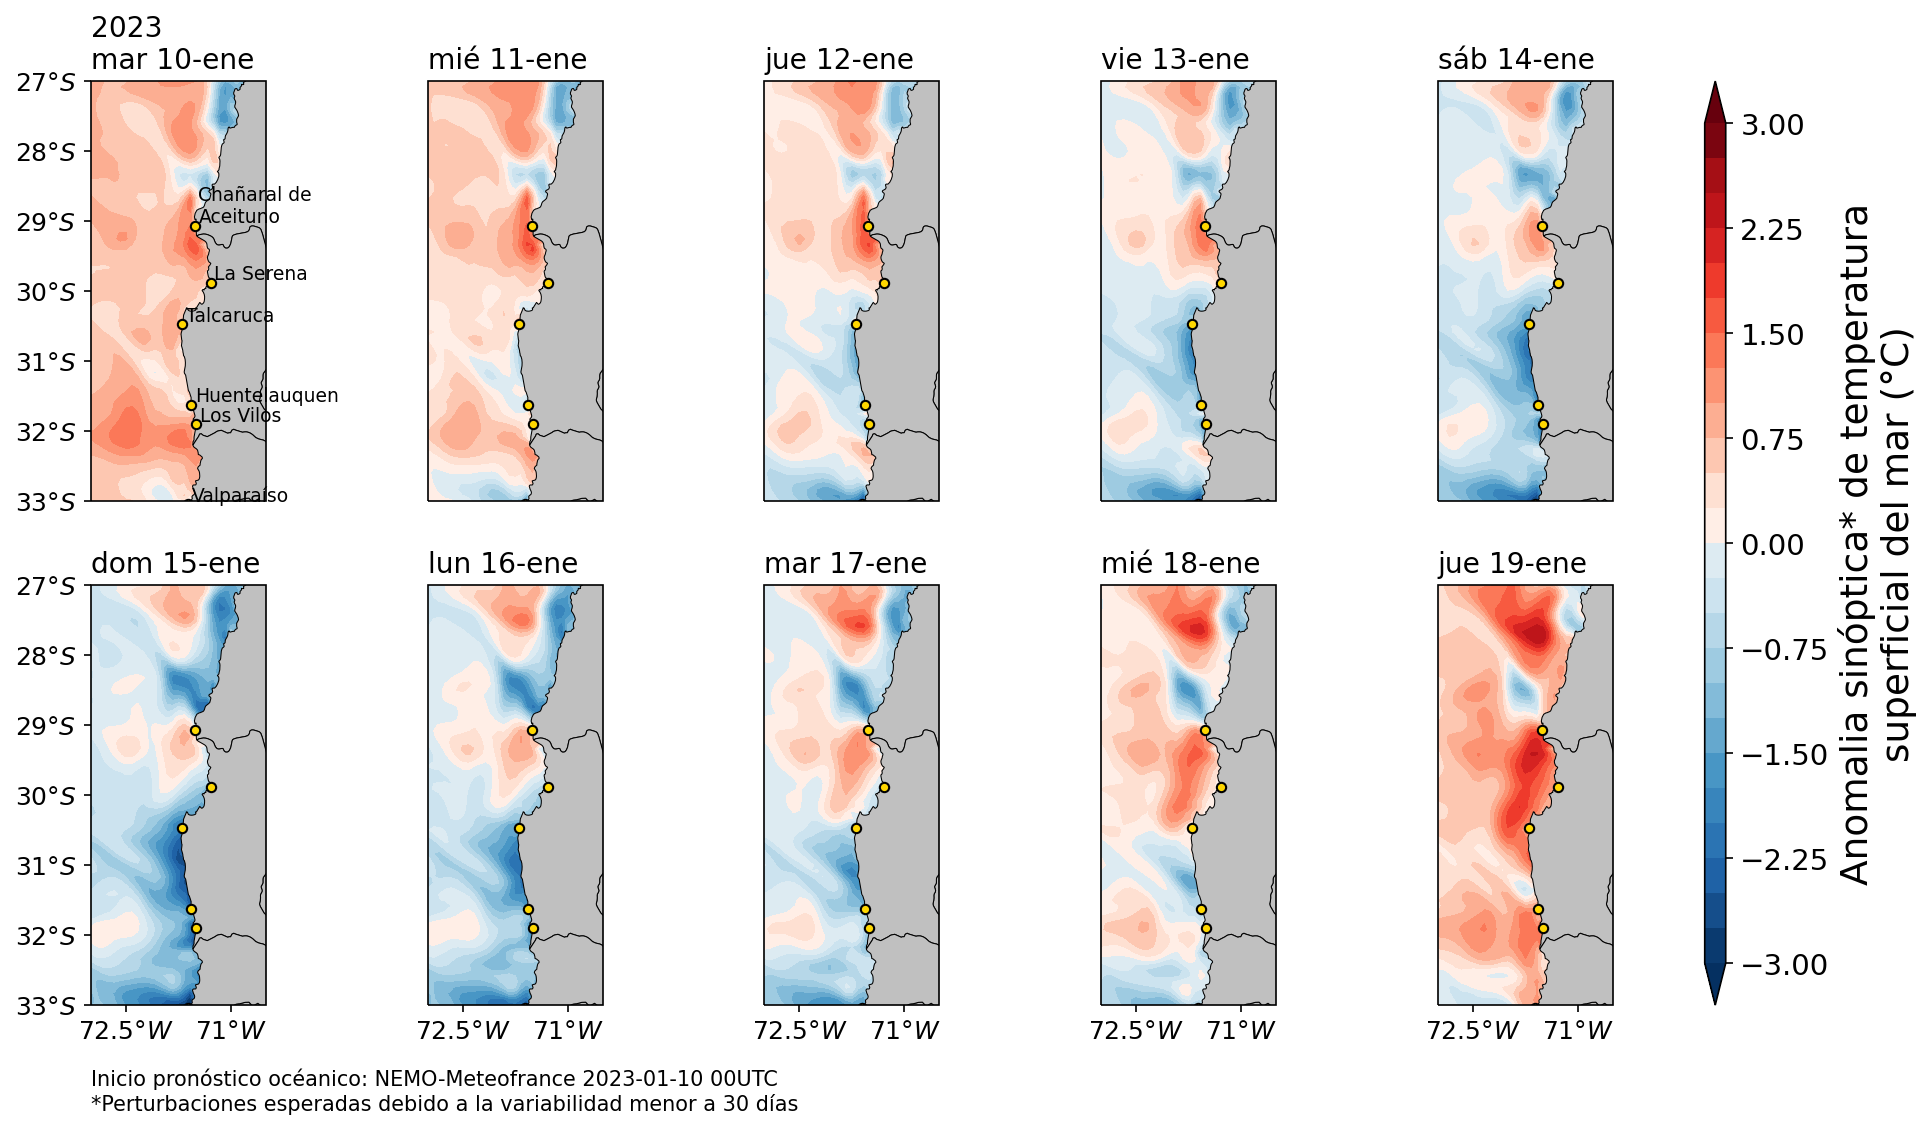 2023
mar 10-ene
mié 11-ene
jue 12-ene
vie 13-ene
sáb 14-ene
27°S
28°S
29°S
30°S
31°S
32°S
33°S
Chañaral de
Aceituno
La Serena
Talcaruca
Huentelauquen
Los Vilos
Valparaíso
dom 15-ene
lun 16-ene
mar 17-ene
mié 18-ene
jue 19-ene
27°S
28°S
29°S
30°S
31°S
32°S
33°S
72.5°W 71°W
72.5°W 71°W
72.5°W 71°W
72.5°W 71°W
72.5°W 71°W
3.00
2.25
1.50
0.75
0.00
−0.75
−1.50
−2.25
−3.00
Anomalia sinóptica* de temperatura
superficial del mar (°C)
Inicio pronóstico océanico: NEMO-Meteofrance 2023-01-10 00UTC
*Perturbaciones esperadas debido a la variabilidad menor a 30 días